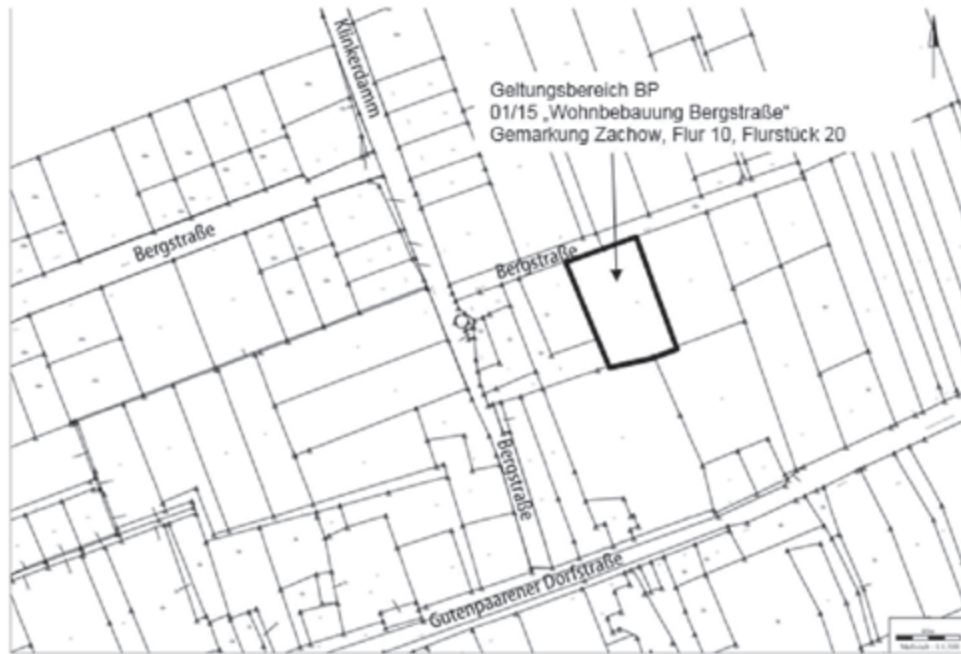 Klinkerdamm
Geltungsbereich BP
01/15 „Wohnbebauung Bergstraße"
Gemarkung Zachow, Flur 10, Flurstück 20
Bergstraße
Bergstraße
Bergstraße
Gutenpaarener Dorfstraße